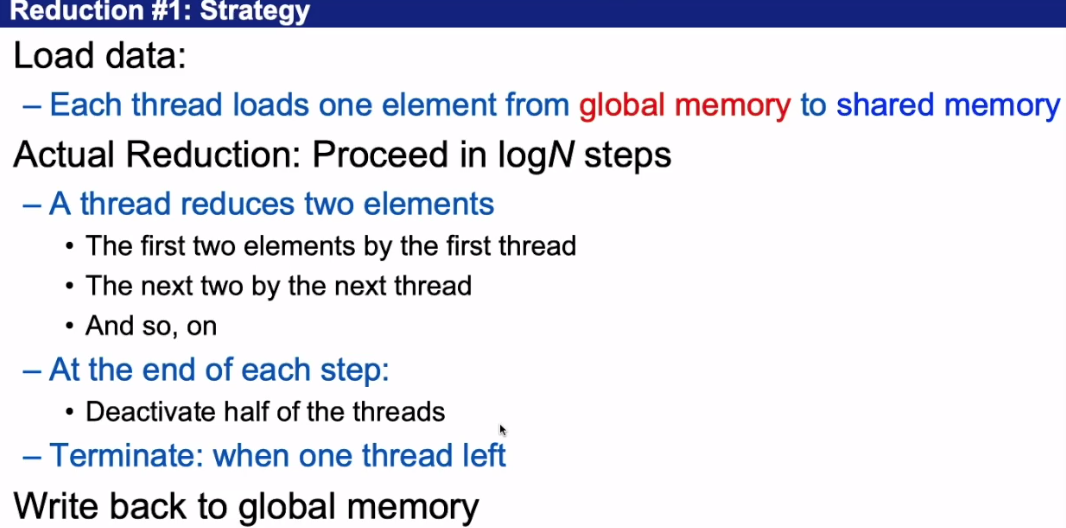 Reduction #1: Strategy
Load data:
– Each thread loads one element from global memory to shared memory
Actual Reduction: Proceed in logN steps
– A thread reduces two elements
• The first two elements by the first thread
• The next two by the next thread
• And so, on
– At the end of each step:
• Deactivate half of the threads
– Terminate: when one thread left
Write back to global memory